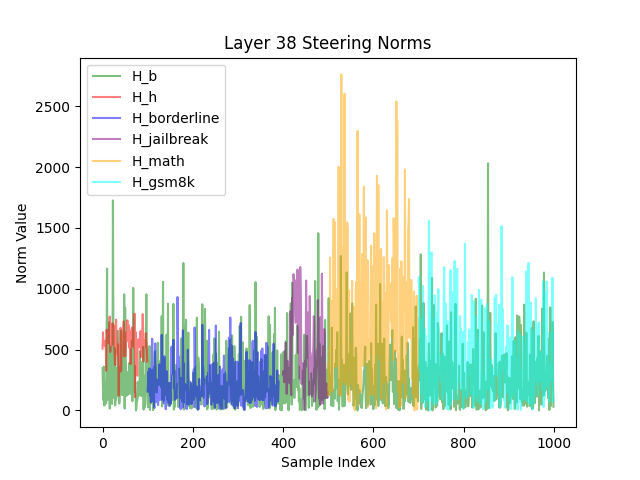 Layer 38 Steering Norms
H_b
H_h
H_borderline
H_jailbreak
H_math
H_gsm8k
Norm Value
2500
2000
1500
1000
500
0
0 200 400 600 800 1000
Sample Index